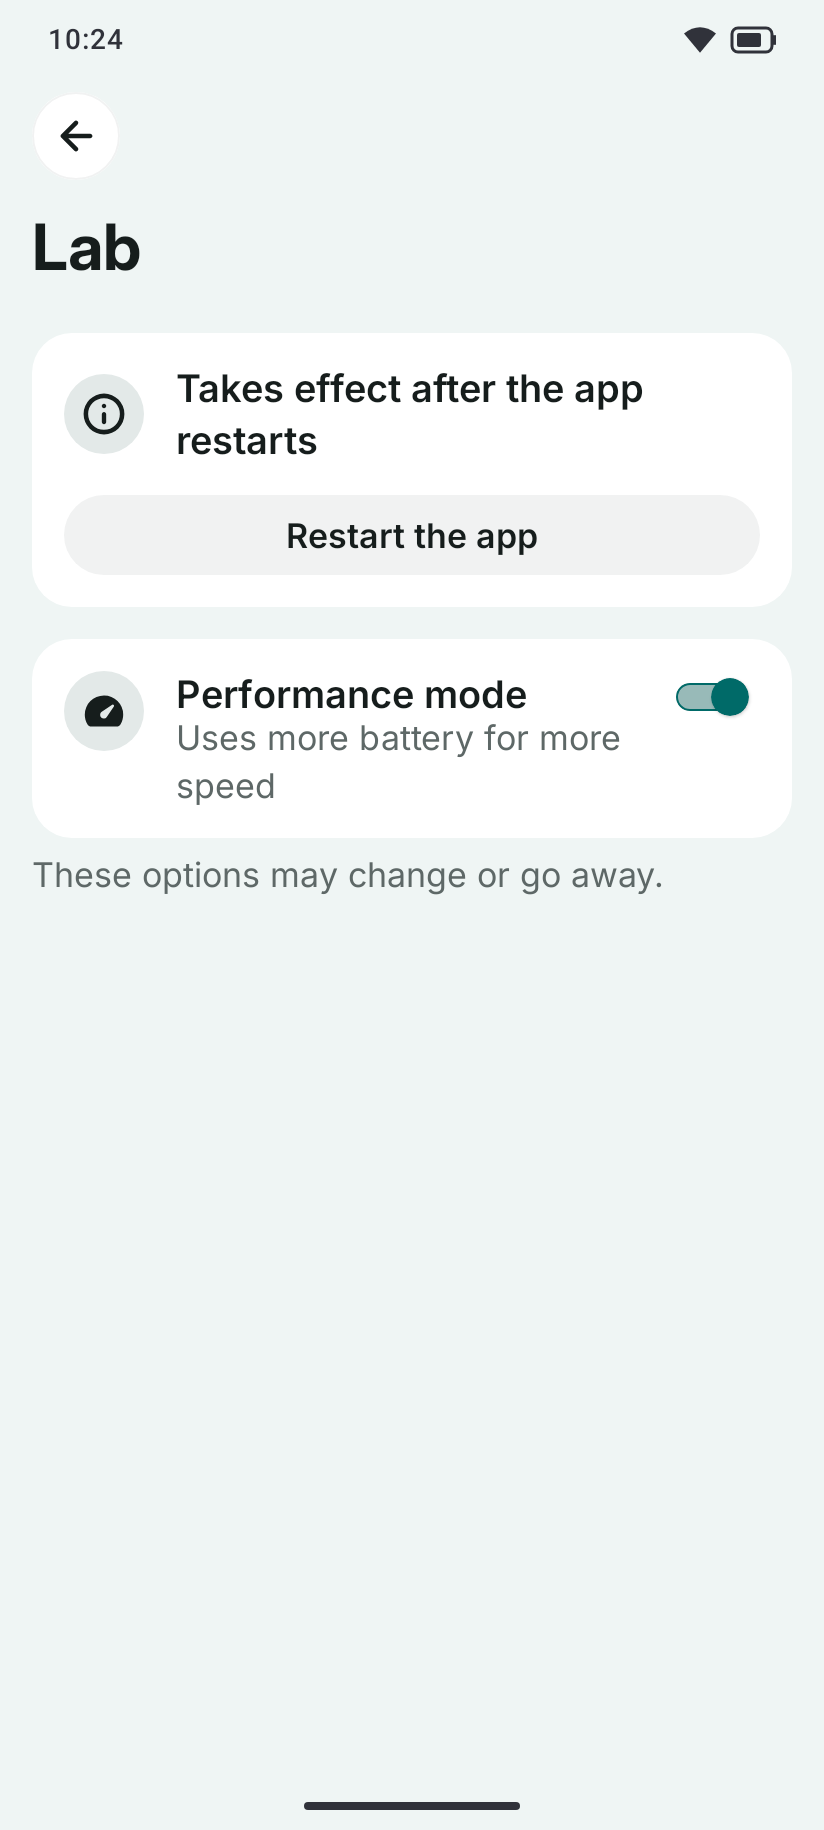 10:24
Lab
Takes effect after the app
restarts
Restart the app
Performance mode
Uses more battery for more
speed
These options may change or go away.